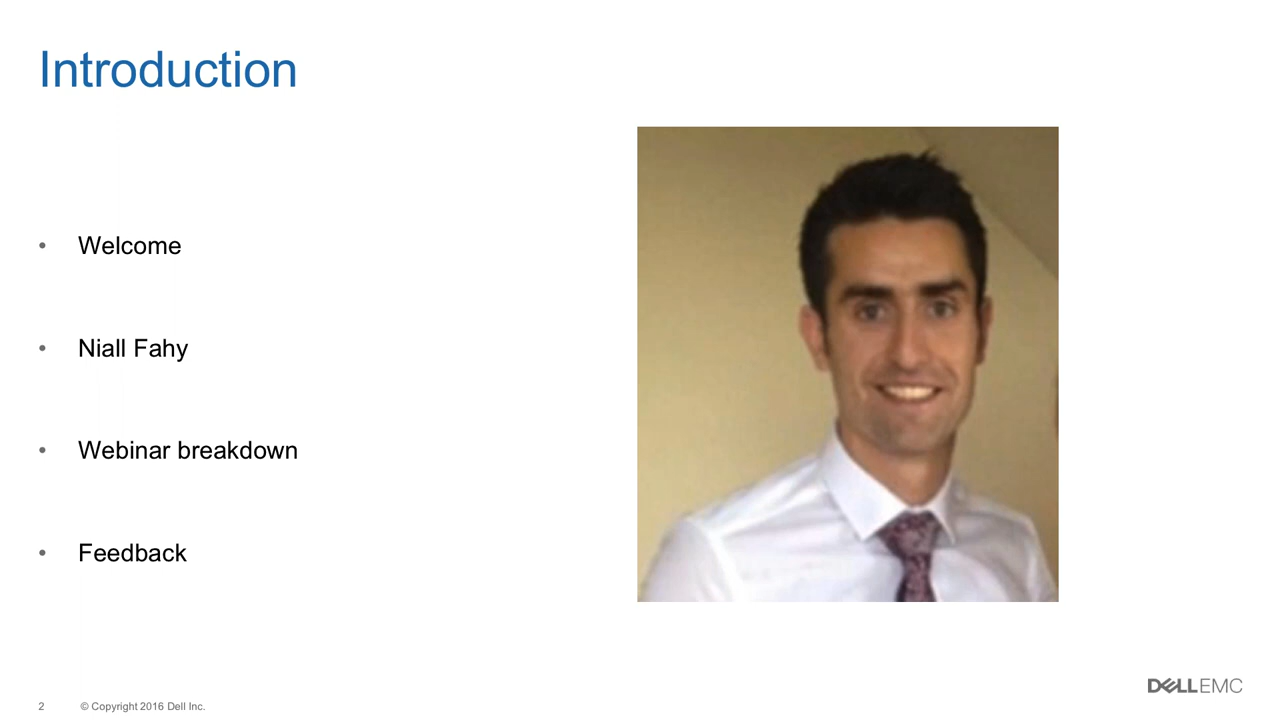 Introduction
• Welcome
• Niall Fahy
• Webinar breakdown
• Feedback
DELLEMC
2 © Copyright 2016 Dell Inc.